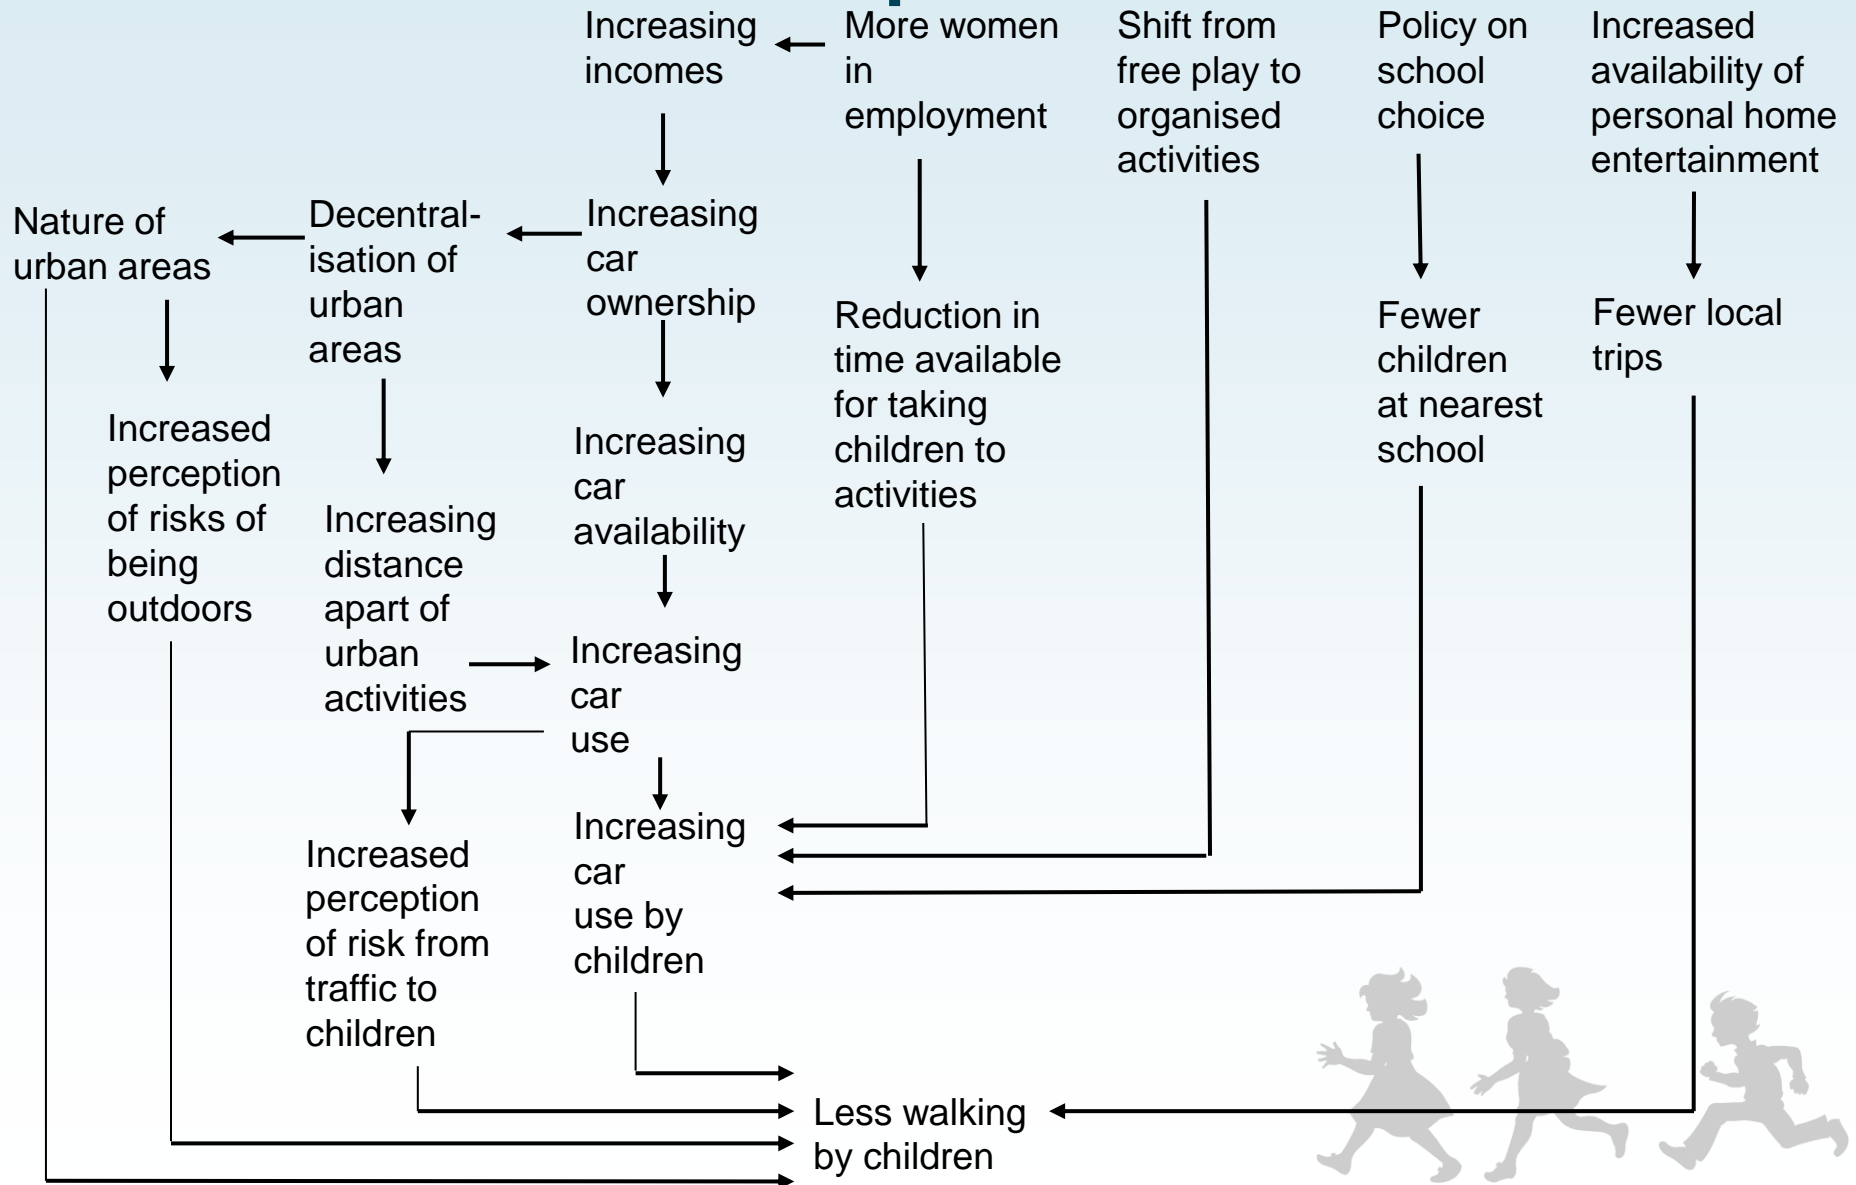 Increasing
incomes
More women
in
employment
Shift from
free play to
organised
activities
Policy on
school
choice
Increased
availability of
personal home
entertainment
Nature of
urban areas
Decentral-
isation of
urban
areas
Increasing
car
ownership
Reduction in
time available
for taking
children to
activities
Fewer
children
at nearest
school
Fewer local
trips
Increased
perception
of risks of
being
outdoors
Increasing
distance
apart of
urban
activities
Increasing
car
availability
Increasing
car
use
Increased
perception
of risk from
traffic to
children
Increasing
car
use by
children
Less walking
by children